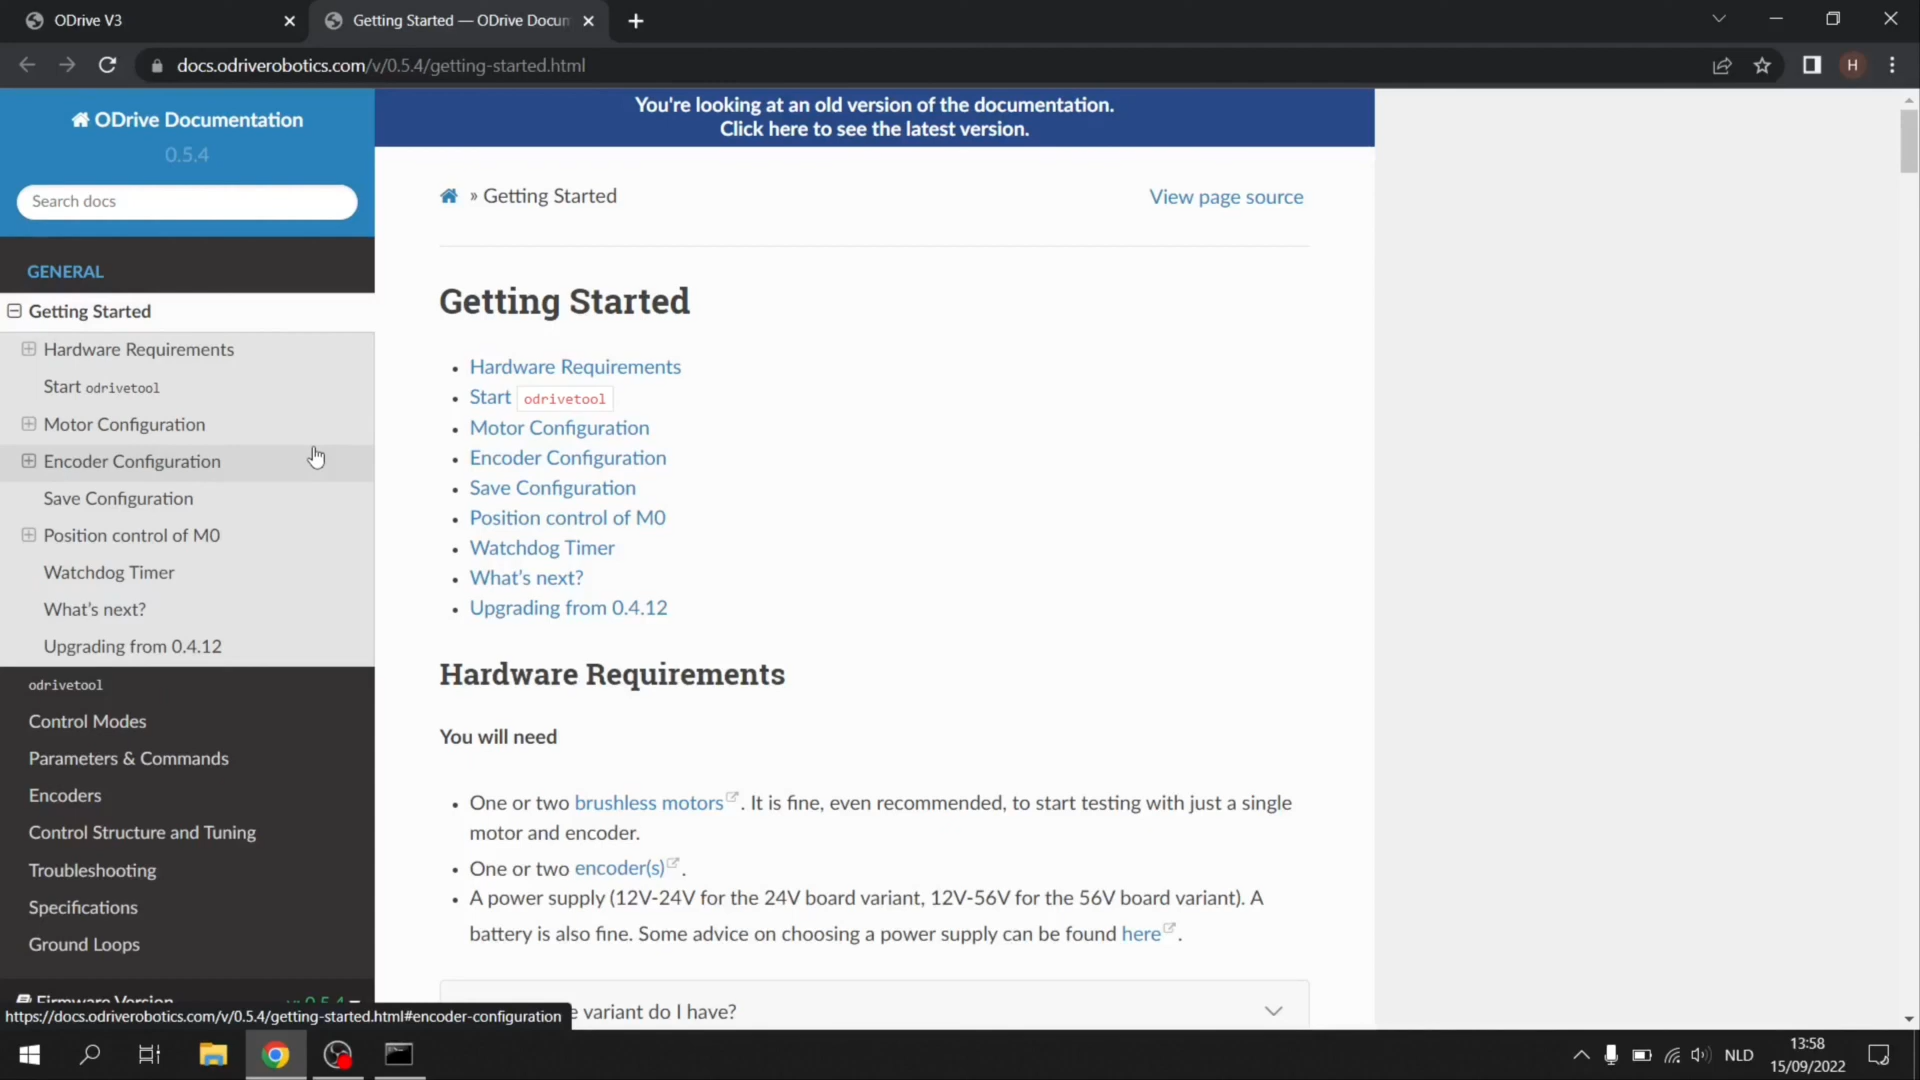 ODrive V3
Getting Started — ODrive Docum
docs.odriverobotics.com/v/0.5.4/getting-started.html
H
ODrive Documentation
0.5.4
Search docs
GENERAL
Getting Started
Hardware Requirements
Start odrivetool
Motor Configuration
Encoder Configuration
Save Configuration
Position control of M0
Watchdog Timer
What's next?
Upgrading from 0.4.12
odrivetool
Control Modes
Parameters & Commands
Encoders
Control Structure and Tuning
Troubleshooting
Specifications
Ground Loops
Firmware Version v: 0.5.4
You're looking at an old version of the documentation.
Click here to see the latest version.
» Getting Started
View page source
Getting Started
Hardware Requirements
Start odrivetool
Motor Configuration
Encoder Configuration
Save Configuration
Position control of M0
Watchdog Timer
What's next?
Upgrading from 0.4.12
Hardware Requirements
You will need
One or two brushless motors. It is fine, even recommended, to start testing with just a single
motor and encoder.
One or two encoder(s).
A power supply (12V-24V for the 24V board variant, 12V-56V for the 56V board variant). A
battery is also fine. Some advice on choosing a power supply can be found here.
variant do I have?
https://docs.odriverobotics.com/v/0.5.4/getting-started.html#encoder-configuration
NLD
13:58
15/09/2022